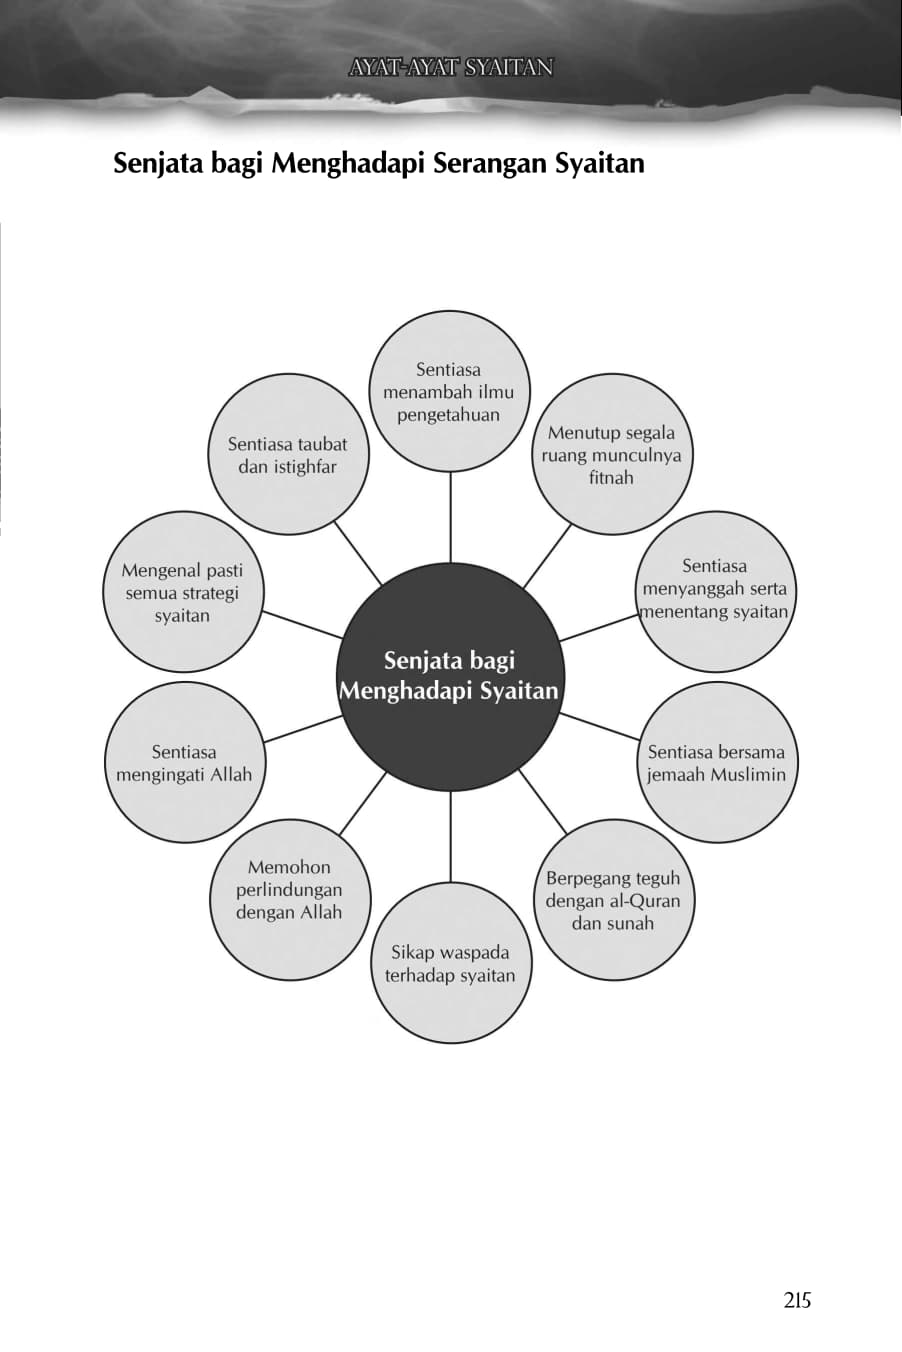 AYAT-AYAT SYAITAN
Senjata bagi Menghadapi Serangan Syaitan
Sentiasa
menambah ilmu
pengetahuan
Menutup segala
ruang munculnya
fitnah
Sentiasa
menyanggah serta
menentang syaitan
Sentiasa bersama
jemaah Muslimin
Berpegang teguh
dengan al-Quran
dan sunah
Sikap waspada
terhadap syaitan
Memohon
perlindungan
dengan Allah
Sentiasa
mengingati Allah
Mengenal pasti
semua strategi
syaitan
Sentiasa taubat
dan istighfar
Senjata bagi
Menghadapi Syaitan
215